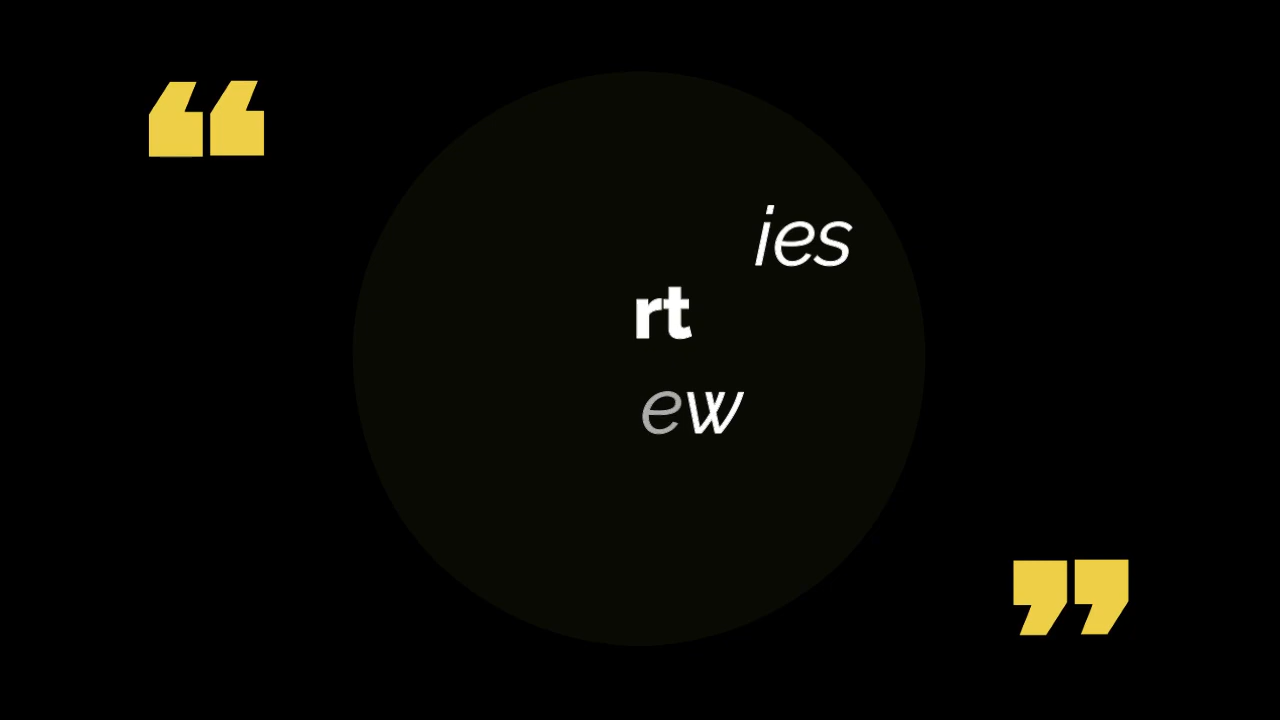 “
ies
rt
ew
”